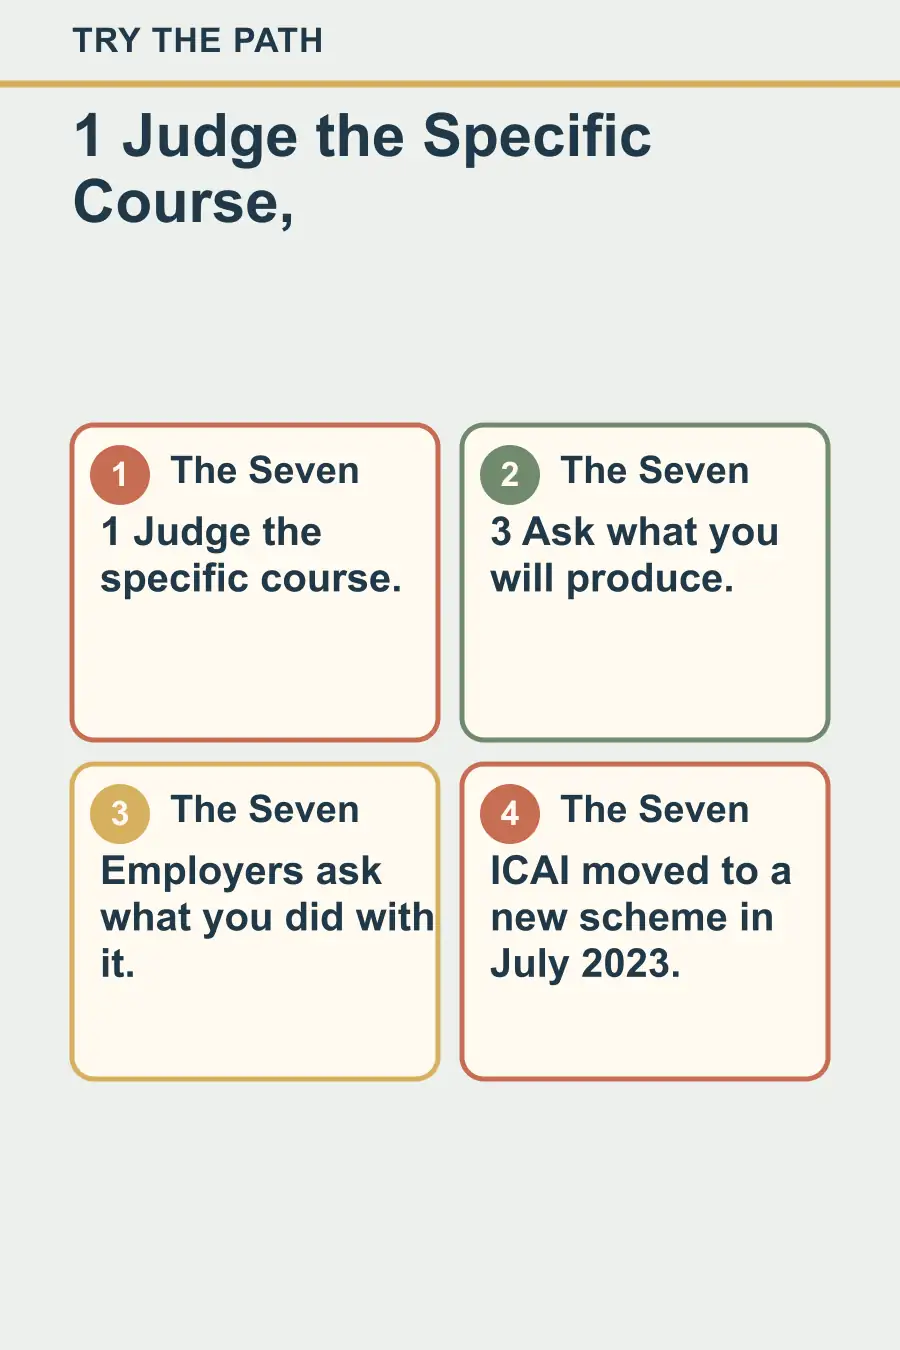 TRY THE PATH
1 Judge the Specific
Course,
1 The Seven
1 Judge the
specific course.
2 The Seven
3 Ask what you
will produce.
3 The Seven
Employers ask
what you did with
it.
4 The Seven
ICAI moved to a
new scheme in
July 2023.